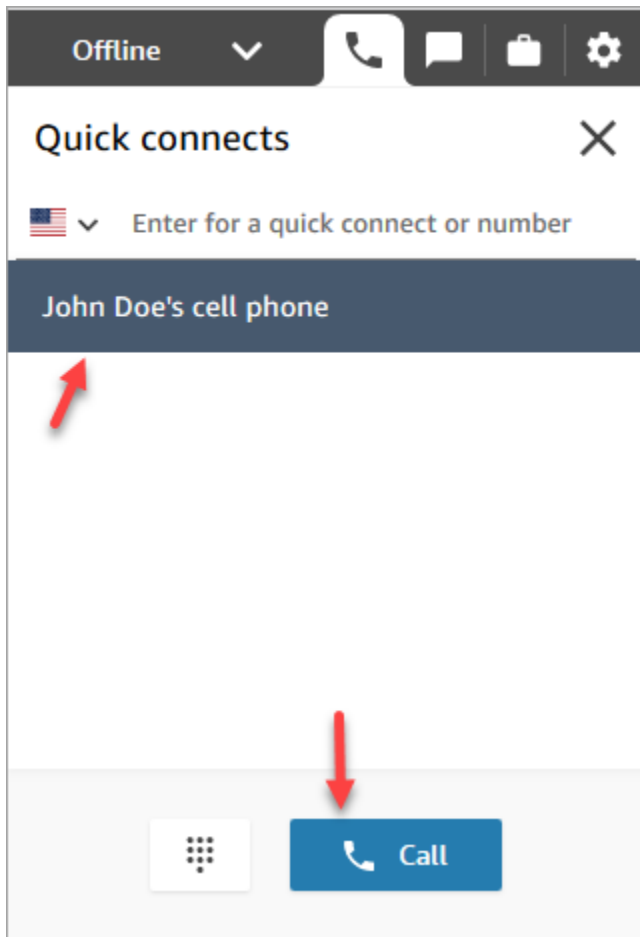 Offline
Quick connects
Enter for a quick connect or number
John Doe's cell phone
Call